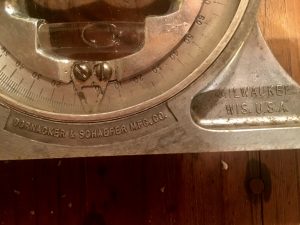 DORNACKER & SCHAEFER MFG. CO.
MILWAUKEE
WIS. U.S.A.